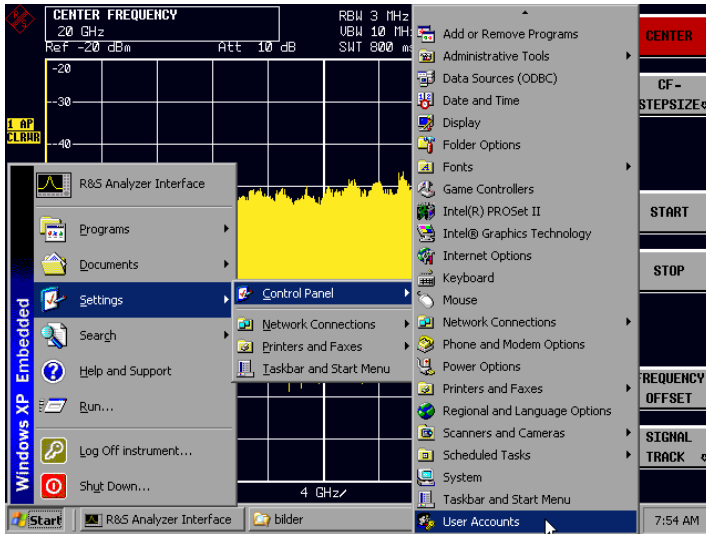 CENTER FREQUENCY
20 GHz
Ref -20 dBm
Att 10 dB
RBW 3 MHz
VBW 10 MH
SWT 800 ms
-20
--30
--40
1 AP
CLRWR
4 GHz/
CENTER
CF-
STEPSIZE
START
STOP
FREQUENCY
OFFSET
SIGNAL
TRACK
Windows XP Embedded
R&S Analyzer Interface
Programs
Documents
Settings
Search
Help and Support
Run...
Log Off instrument...
Shut Down...
Control Panel
Network Connections
Printers and Faxes
Taskbar and Start Menu
Add or Remove Programs
Administrative Tools
Data Sources (ODBC)
Date and Time
Display
Folder Options
Fonts
Game Controllers
Intel(R) PROSet II
Intel® Graphics Technology
Internet Options
Keyboard
Mouse
Network Connections
Phone and Modem Options
Power Options
Printers and Faxes
Regional and Language Options
Scanners and Cameras
Scheduled Tasks
System
Taskbar and Start Menu
User Accounts
Start
R&S Analyzer Interface
bilder
7:54 AM